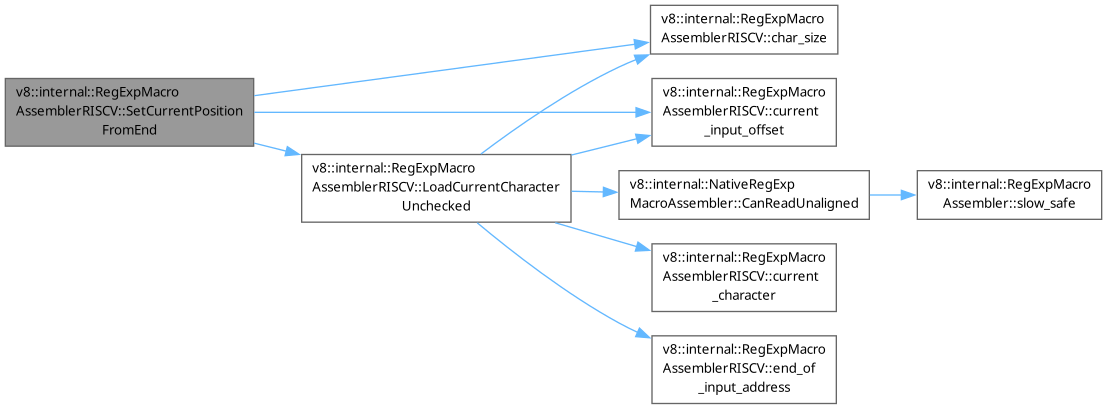 v8::internal::RegExpMacro
AssemblerRISCV::SetCurrentPosition
FromEnd
v8::internal::RegExpMacro
AssemblerRISCV::char_size
v8::internal::RegExpMacro
AssemblerRISCV::current
_input_offset
v8::internal::RegExpMacro
AssemblerRISCV::LoadCurrentCharacter
Unchecked
v8::internal::NativeRegExp
MacroAssembler::CanReadUnaligned
v8::internal::RegExpMacro
Assembler::slow_safe
v8::internal::RegExpMacro
AssemblerRISCV::current
_character
v8::internal::RegExpMacro
AssemblerRISCV::end_of
_input_address